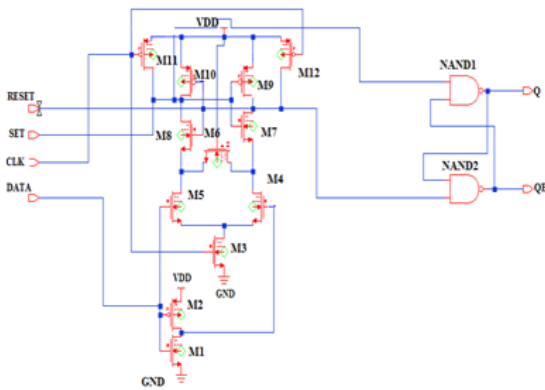 VDD
M11
M10
M9
M12
NAND1
Q
RESET
SET
M8
M6
M7
CLK
DATA
NAND2
QB
M5
M4
M3
VDD
GND
M2
M1
GND